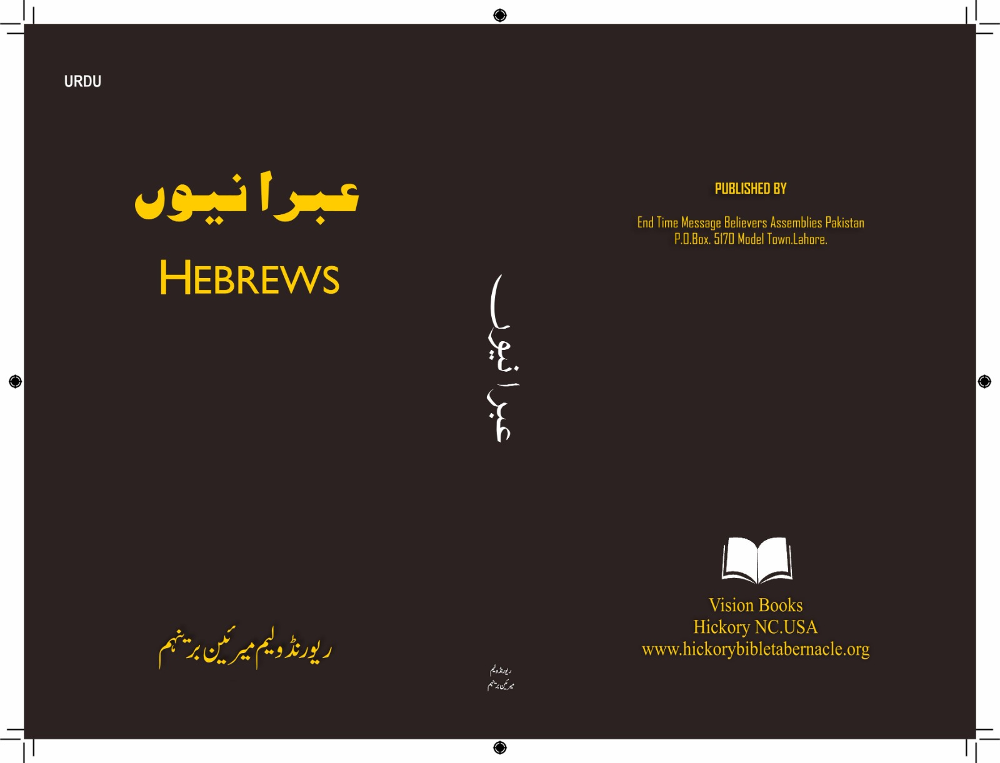 URDU
عبرانیوں
HEBREWS
ریورنڈ ولیم میرئین برینہم
عبرانیوں
ریورنڈ ولیم
میرئین برینہم
PUBLISHED BY
End Time Message Believers Assemblies Pakistan
P.O.Box. 5170 Model Town.Lahore.
Vision Books
Hickory NC.USA
www.hickorybibletabernacle.org